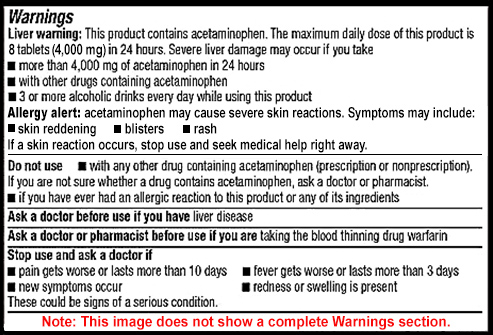 Warnings
Liver warning: This product contains acetaminophen. The maximum daily dose of this product is
8 tablets (4,000 mg) in 24 hours. Severe liver damage may occur if you take
■ more than 4,000 mg of acetaminophen in 24 hours
■ with other drugs containing acetaminophen
■ 3 or more alcoholic drinks every day while using this product
Allergy alert: acetaminophen may cause severe skin reactions. Symptoms may include:
■ skin reddening ■ blisters ■ rash
If a skin reaction occurs, stop use and seek medical help right away.
Do not use ■ with any other drug containing acetaminophen (prescription or nonprescription).
If you are not sure whether a drug contains acetaminophen, ask a doctor or pharmacist.
■ if you have ever had an allergic reaction to this product or any of its ingredients
Ask a doctor before use if you have liver disease
Ask a doctor or pharmacist before use if you are taking the blood thinning drug warfarin
Stop use and ask a doctor if
■ pain gets worse or lasts more than 10 days ■ fever gets worse or lasts more than 3 days
■ new symptoms occur ■ redness or swelling is present
These could be signs of a serious condition.
Note: This image does not show a complete Warnings section.